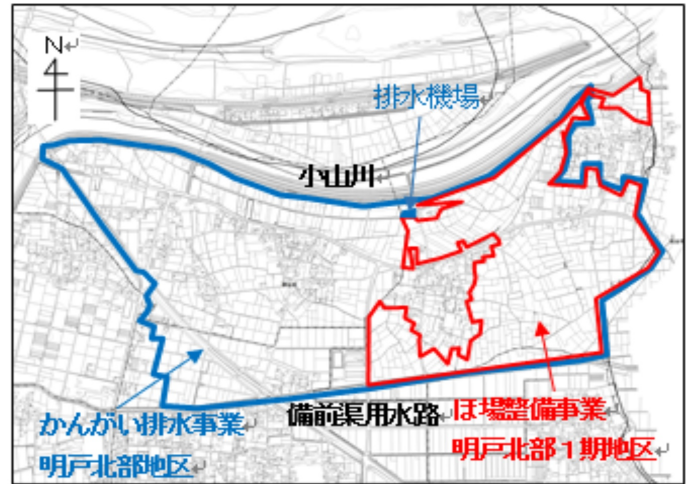 N
排水機場
小山川
備前渠用水路
かんがい排水事業
明戸北部地区
ほ場整備事業
明戸北部1期地区